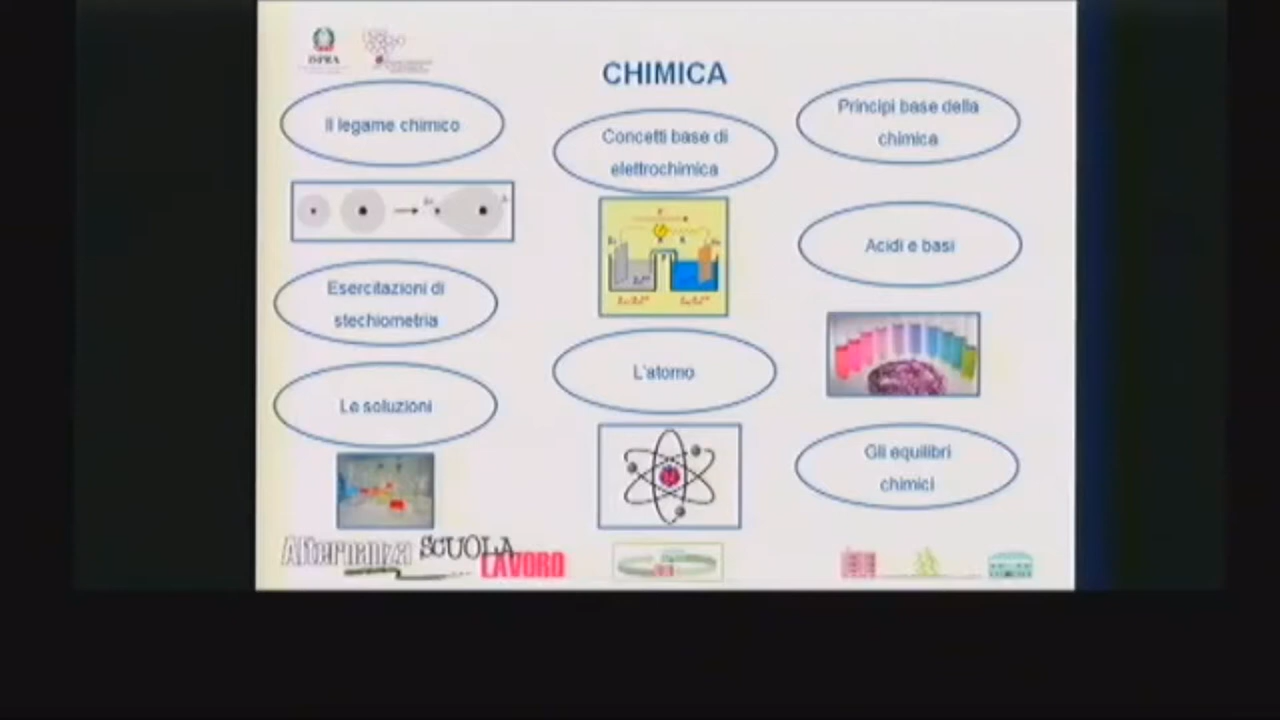 ISPRA
CHIMICA
Il legame chimico
Concetti base di
elettrochimica
Principi base della
chimica
Acidi e basi
Esercitazioni di
stechiometria
L'atomo
Le soluzioni
Gli equilibri
chimici
Alternanza SCUOLA
LAVORO